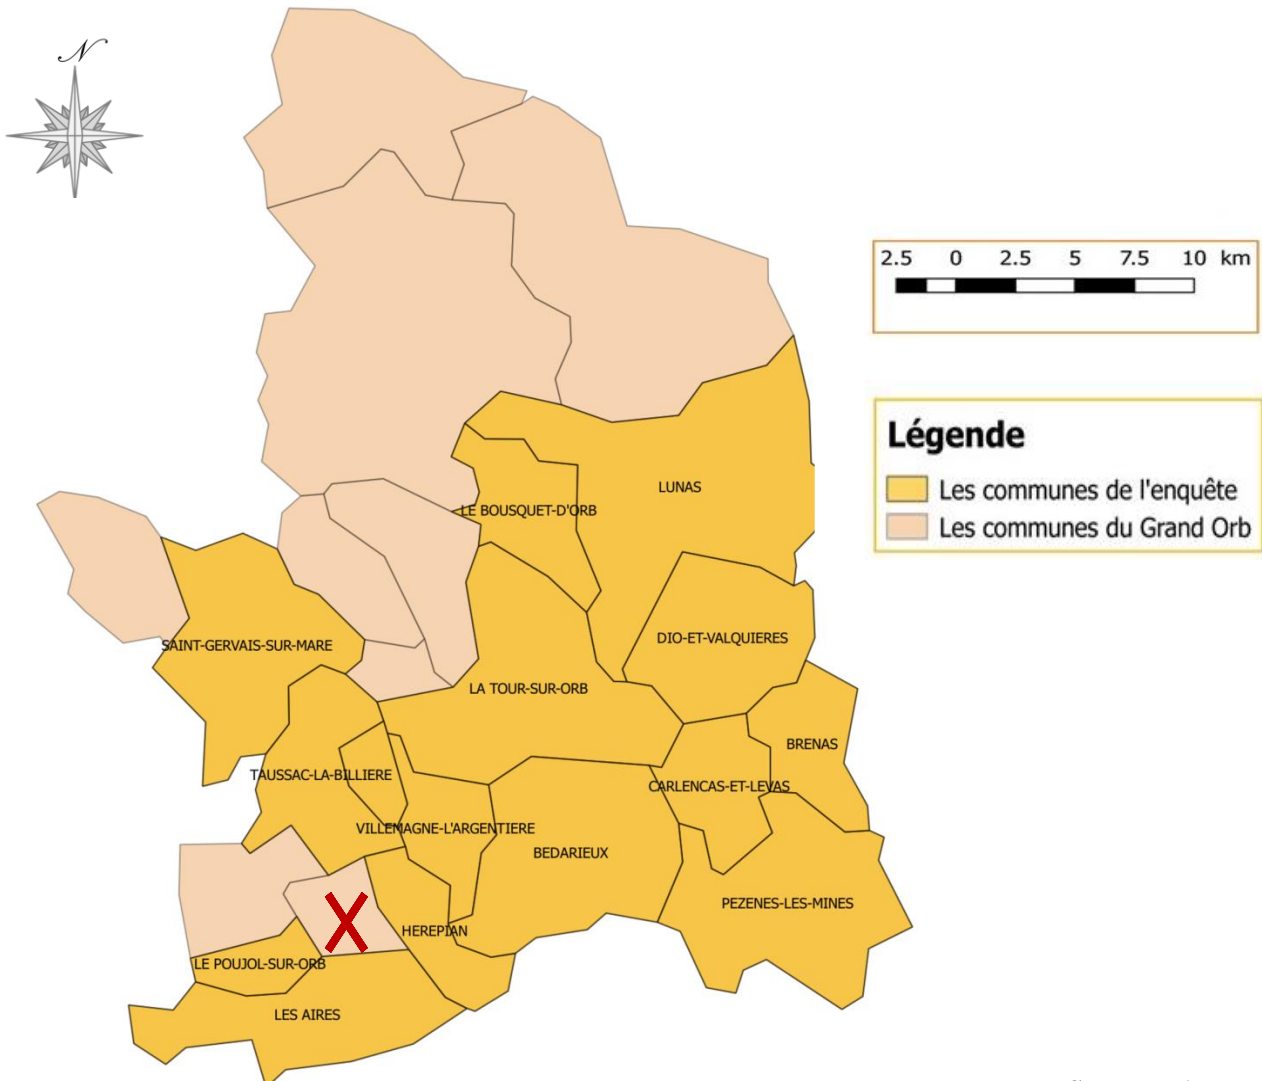 N
2.5 0 2.5 5 7.5 10 km
Légende
Les communes de l'enquête
Les communes du Grand Orb
LUNAS
LE BOUSQUET-D'ORB
DIO-ET-VALQUIERES
SAINT-GERVAIS-SUR-MARE
LA TOUR-SUR-ORB
BRENAS
TAUSSAC-LA-BILLIERE
CARLENCAS-ET-LEVAS
VILLEMAGNE-L'ARGENTIERE
BEDARIEUX
PEZENES-LES-MINES
HEREPIAN
LE POUJOL-SUR-ORB
LES AIRES